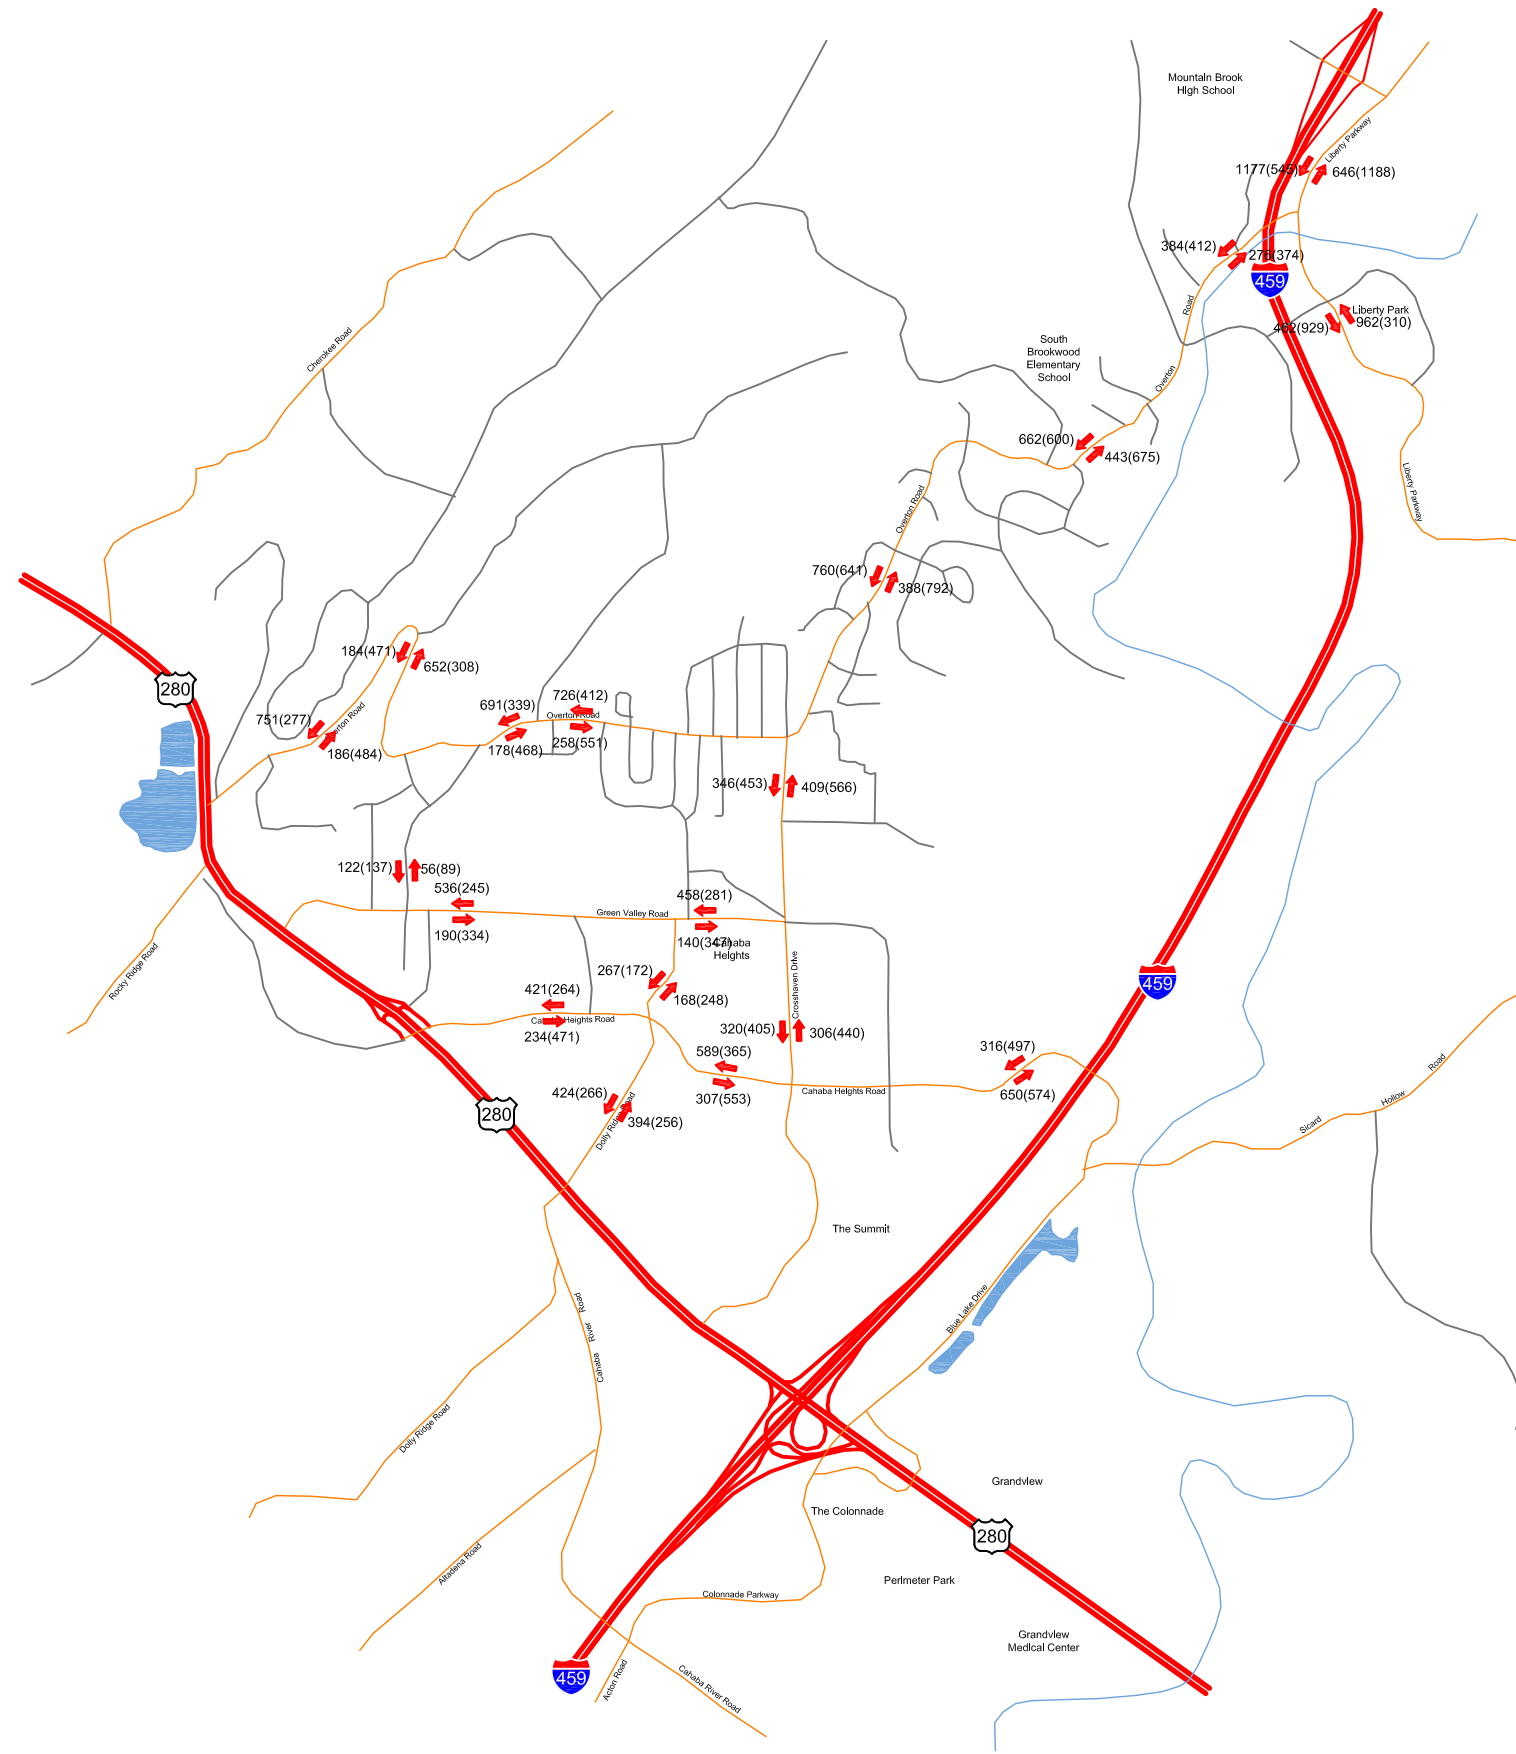 Mountain Brook
High School
Liberty Parkway
1177(545)
646(1188)
384(412)
276(374)
459
Road
Liberty Park
462(929)
962(310)
Cherokee Road
South
Brookwood
Elementary
School
Overton
662(600)
443(675)
Liberty Parkway
Overton Road
760(641)
388(792)
184(471)
652(308)
280
691(339)
726(412)
Overton Road
751(277)
Overton Road
186(484)
178(468)
258(551)
346(453)
409(566)
122(137)
56(89)
536(245)
458(281)
Green Valley Road
190(334)
140(347)
Cahaba
Heights
Rocky Ridge Road
267(172)
421(264)
168(248)
Crosshaven Drive
459
Cahaba Heights Road
234(471)
320(405)
306(440)
589(365)
316(497)
Road
307(553)
Cahaba Heights Road
650(574)
Hollow
Sicard
280
424(266)
394(256)
Dolly Ridge Road
The Summit
Blue Lake Drive
Road
River
Cahaba
Dolly Ridge Road
Grandview
The Colonnade
280
Altadena Road
Perimeter Park
Colonnade Parkway
Grandview
Medical Center
459
Acton Road
Cahaba River Road